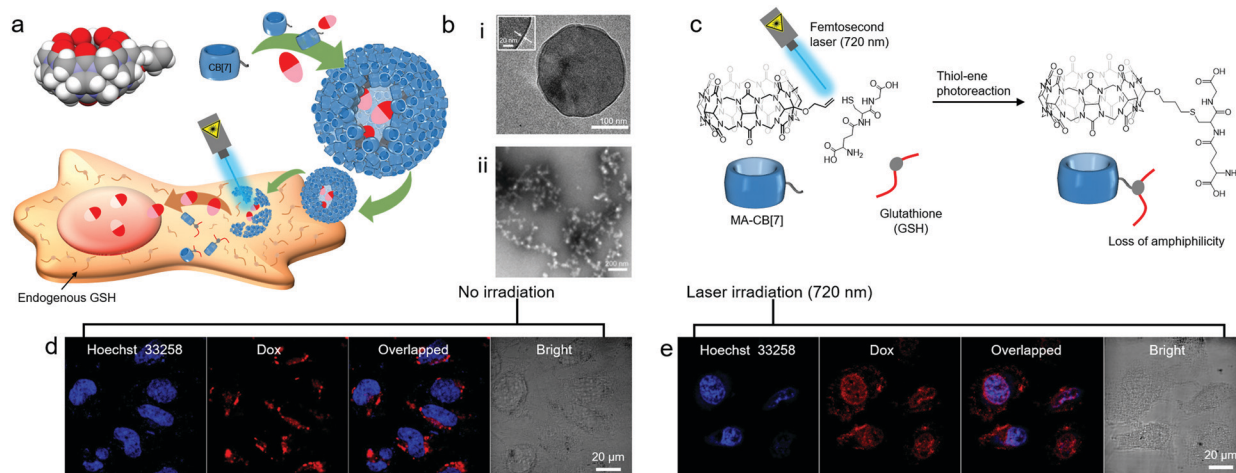 a
CB[7]
Endogenous GSH
b
i
20 nm
100 nm
ii
200 nm
c
Femtosecond
laser (720 nm)
Thiol-ene
photoreaction
MA-CB[7]
Glutathione
(GSH)
Loss of amphiphilicity
No irradiation
Laser irradiation (720 nm)
d
Hoechst 33258
Dox
Overlapped
Bright
20 μm
e
Hoechst 33258
Dox
Overlapped
Bright
20 μm